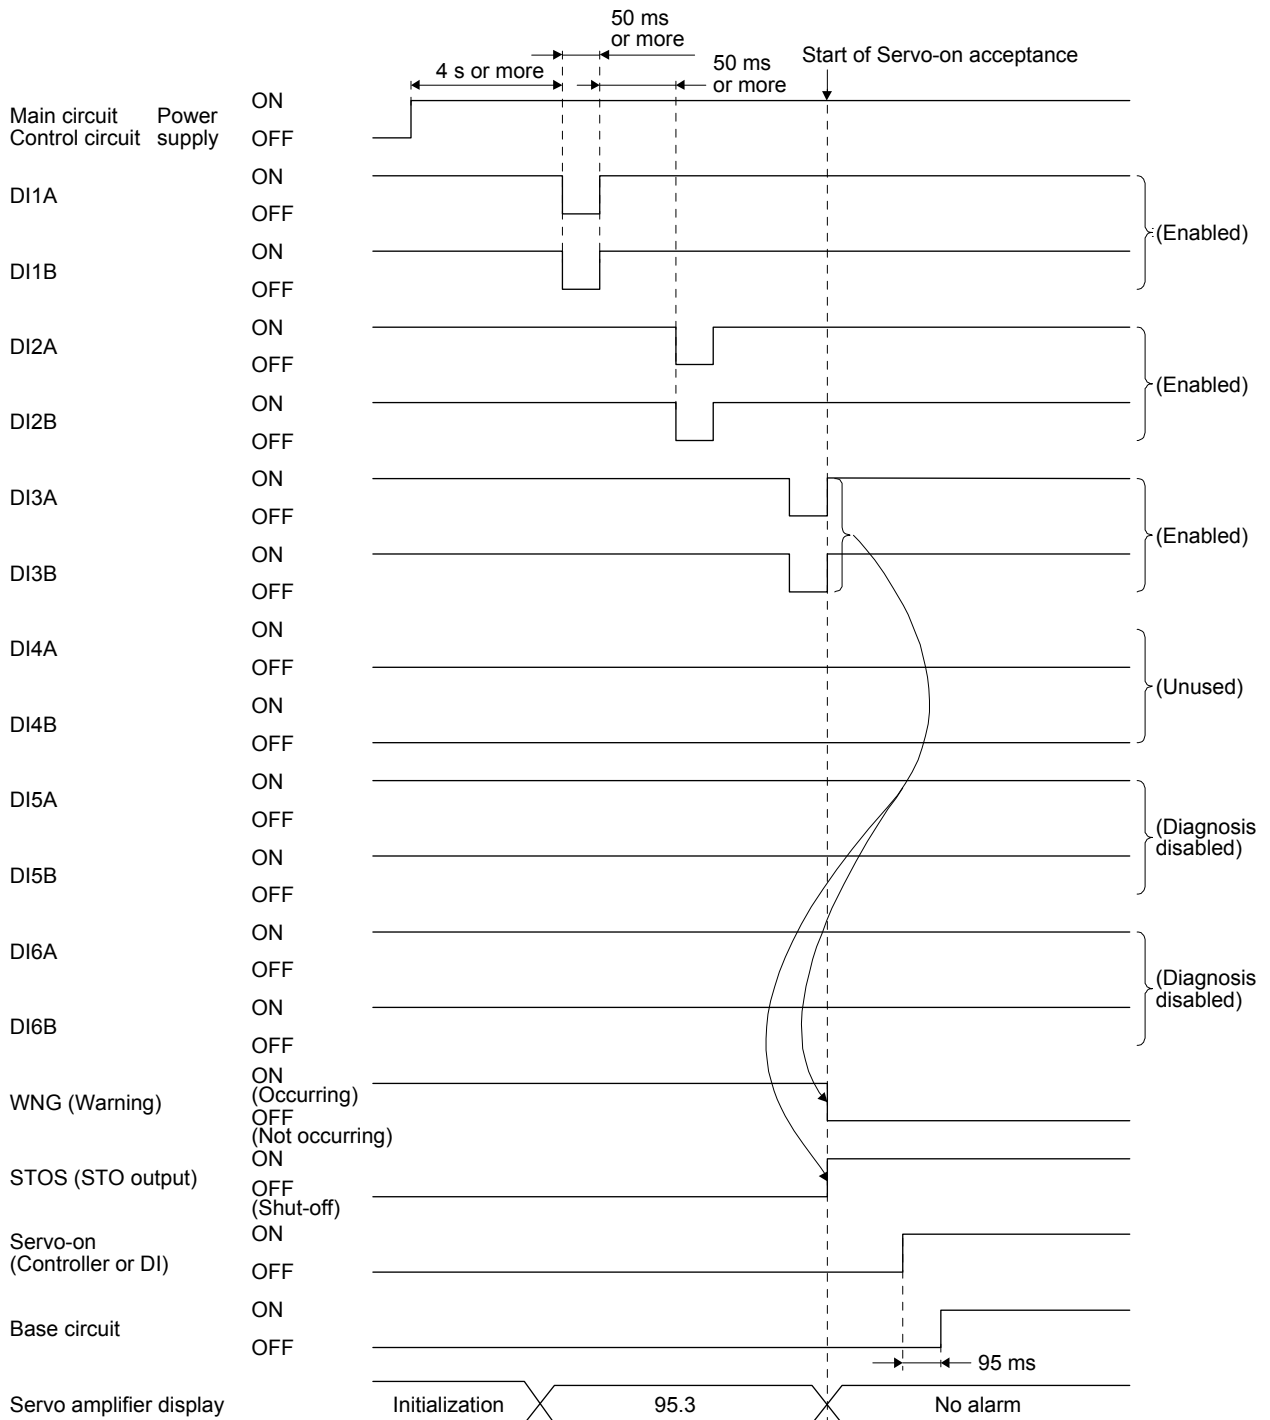 50 ms
or more
Start of Servo-on acceptance
4 s or more
50 ms
or more
Main circuit Power
Control circuit supply
ON
OFF
DI1A
ON
OFF
(Enabled)
DI1B
ON
OFF
DI2A
ON
OFF
(Enabled)
DI2B
ON
OFF
DI3A
ON
OFF
(Enabled)
DI3B
ON
OFF
DI4A
ON
OFF
(Unused)
DI4B
ON
OFF
DI5A
ON
OFF
(Diagnosis
disabled)
DI5B
ON
OFF
DI6A
ON
OFF
(Diagnosis
disabled)
DI6B
ON
OFF
WNG (Warning)
ON
(Occurring)
OFF
(Not occurring)
STOS (STO output)
ON
OFF
(Shut-off)
Servo-on
(Controller or DI)
ON
OFF
Base circuit
ON
OFF
95 ms
Servo amplifier display
Initialization
95.3
No alarm